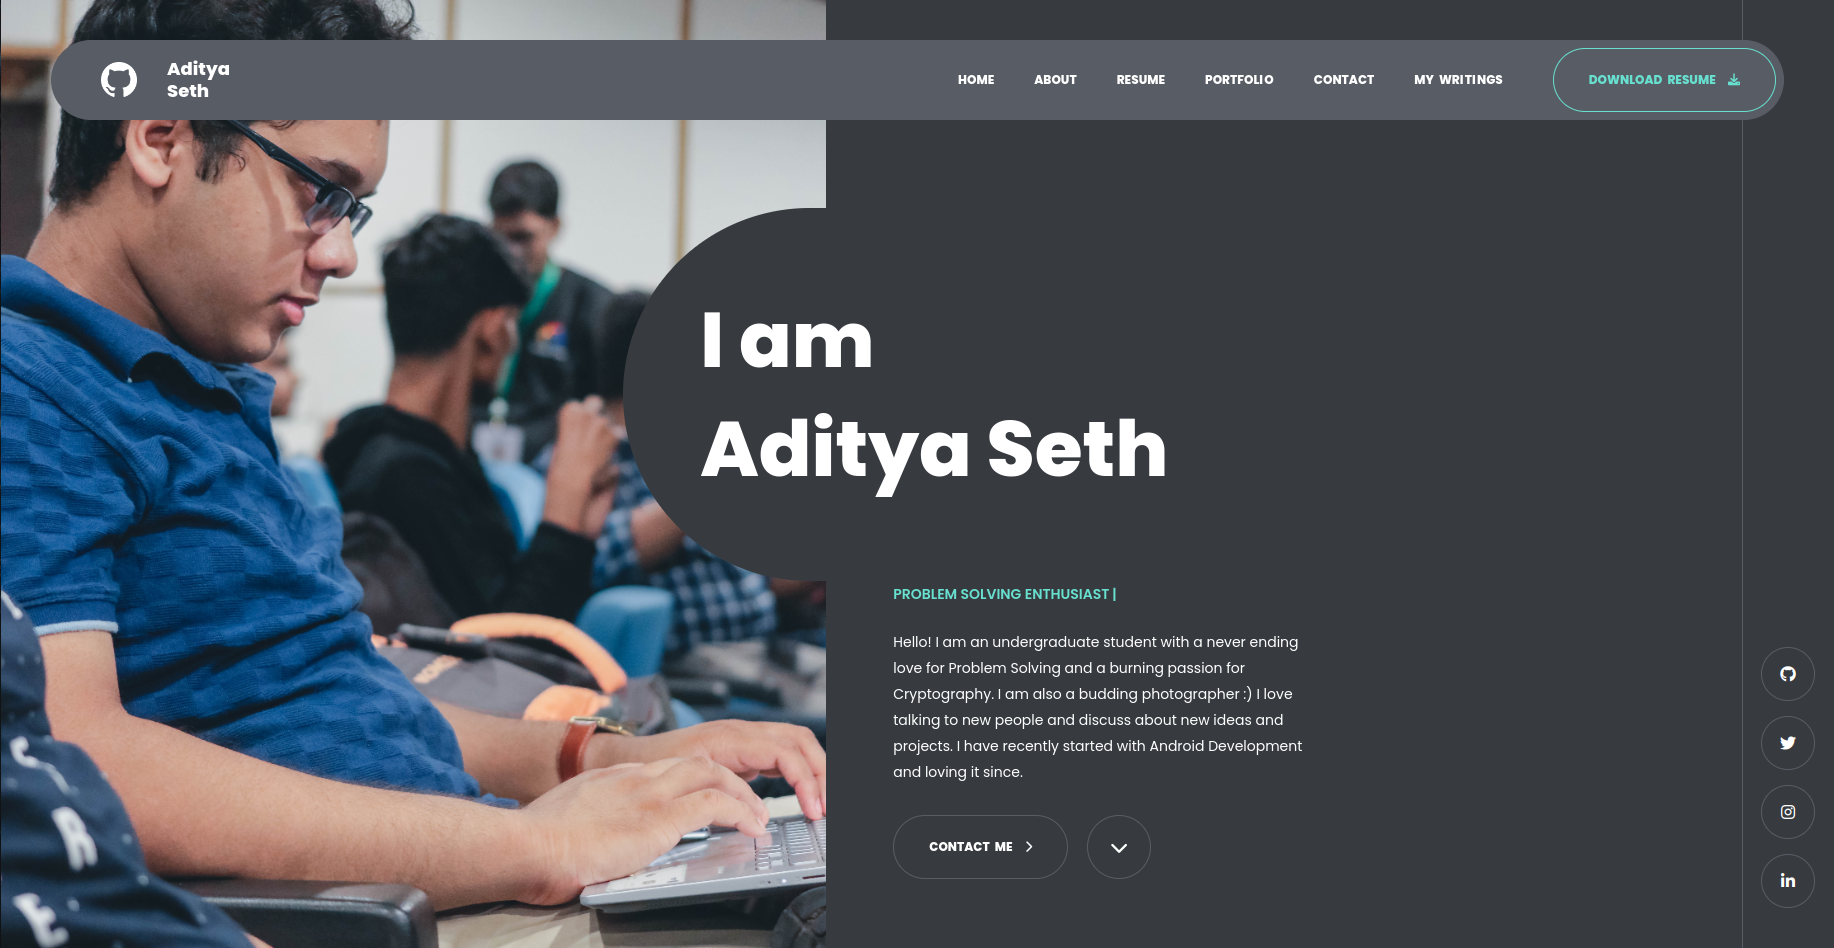 Aditya
Seth
HOME ABOUT RESUME PORTFOLIO CONTACT MY WRITINGS DOWNLOAD RESUME
I am
Aditya Seth
PROBLEM SOLVING ENTHUSIAST |
Hello! I am an undergraduate student with a never ending
love for Problem Solving and a burning passion for
Cryptography. I am also a budding photographer :) I love
talking to new people and discuss about new ideas and
projects. I have recently started with Android Development
and loving it since.
CONTACT ME
in